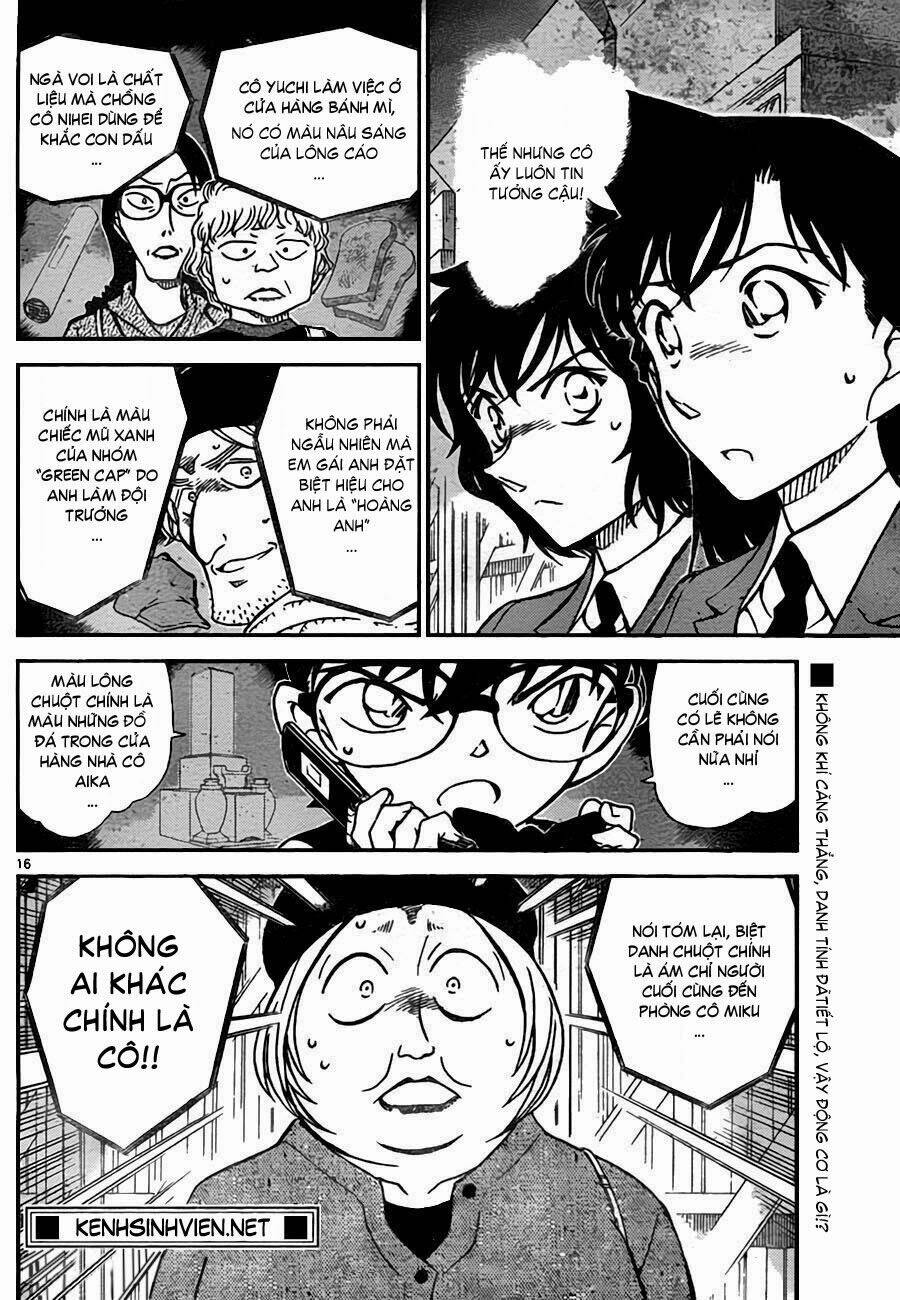 THẾ NHƯNG CÔ
ẤY LUÔN TIN
TƯỚNG CẬU!
CÔ YUCHI LÀM VIỆC Ở
CỬA HÀNG BÁNH MÌ,
NÓ CÓ MÀU NÂU SÁNG
CỦA LÔNG CÁO
...
NGÀ VOI LÀ CHẤT
LIỆU MÀ CHỒNG
CÔ NIHEI DÙNG ĐỂ
KHẮC CON DẤU
...
KHÔNG PHẢI
NGẪU NHIÊN MÀ
EM GÁI ANH ĐẶT
BIỆT HIỆU CHO
ANH LÀ “HOÀNG
ANH”
...
CHÍNH LÀ MÀU
CHIẾC MŨ XANH
CỦA NHÓM
“GREEN CAP” DO
ANH LÀM ĐỘI
TRƯỚNG
...
CUỐI CÙNG
CÓ LẼ KHÔNG
CẦN PHẢI NÓI
NỮA NHỈ
MÀU LÔNG
CHUỘT CHÍNH LÀ
MÀU NHỮNG ĐỒ
ĐÁ TRONG CỬA
HÀNG NHÀ CÔ
AIKA
...
16
NÓI TÓM LẠI, BIỆT
DANH CHUỘT CHÍNH
LÀ ÁM CHỈ NGƯỜI
CUỐI CÙNG ĐẾN
PHÒNG CÓ MIKU
...
KHÔNG
AI KHÁC
CHÍNH LÀ
CÔ!!
KHÔNG KHÍ CĂNG THẲNG, DANH TÍNH ĐÃTIẾT LỘ, VẬY ĐỘNG CƠ LÀ GÌ!?
KENHSINHVIEN.NET